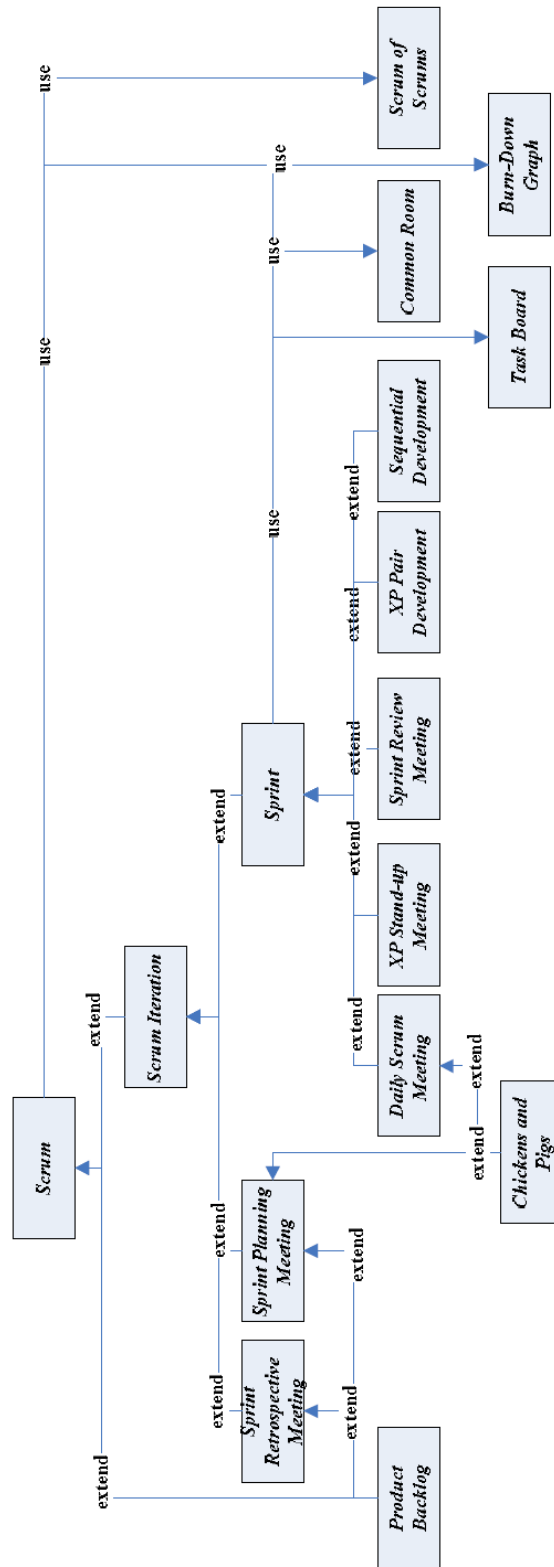 Scrum
use
use
extend
extend
Scrum Iteration
extend
extend
extend
Sprint
Retrospective
Meeting
Sprint Planning
Meeting
Sprint
use
use
use
extend
extend
extend
extend
extend
extend
extend
Product
Backlog
Daily Scrum
Meeting
XP Stand-up
Meeting
Sprint Review
Meeting
XP Pair
Development
Sequential
Development
Common Room
Scrum of
Scrums
extend
extend
Chickens and
Pigs
Task Board
Burn-Down
Graph